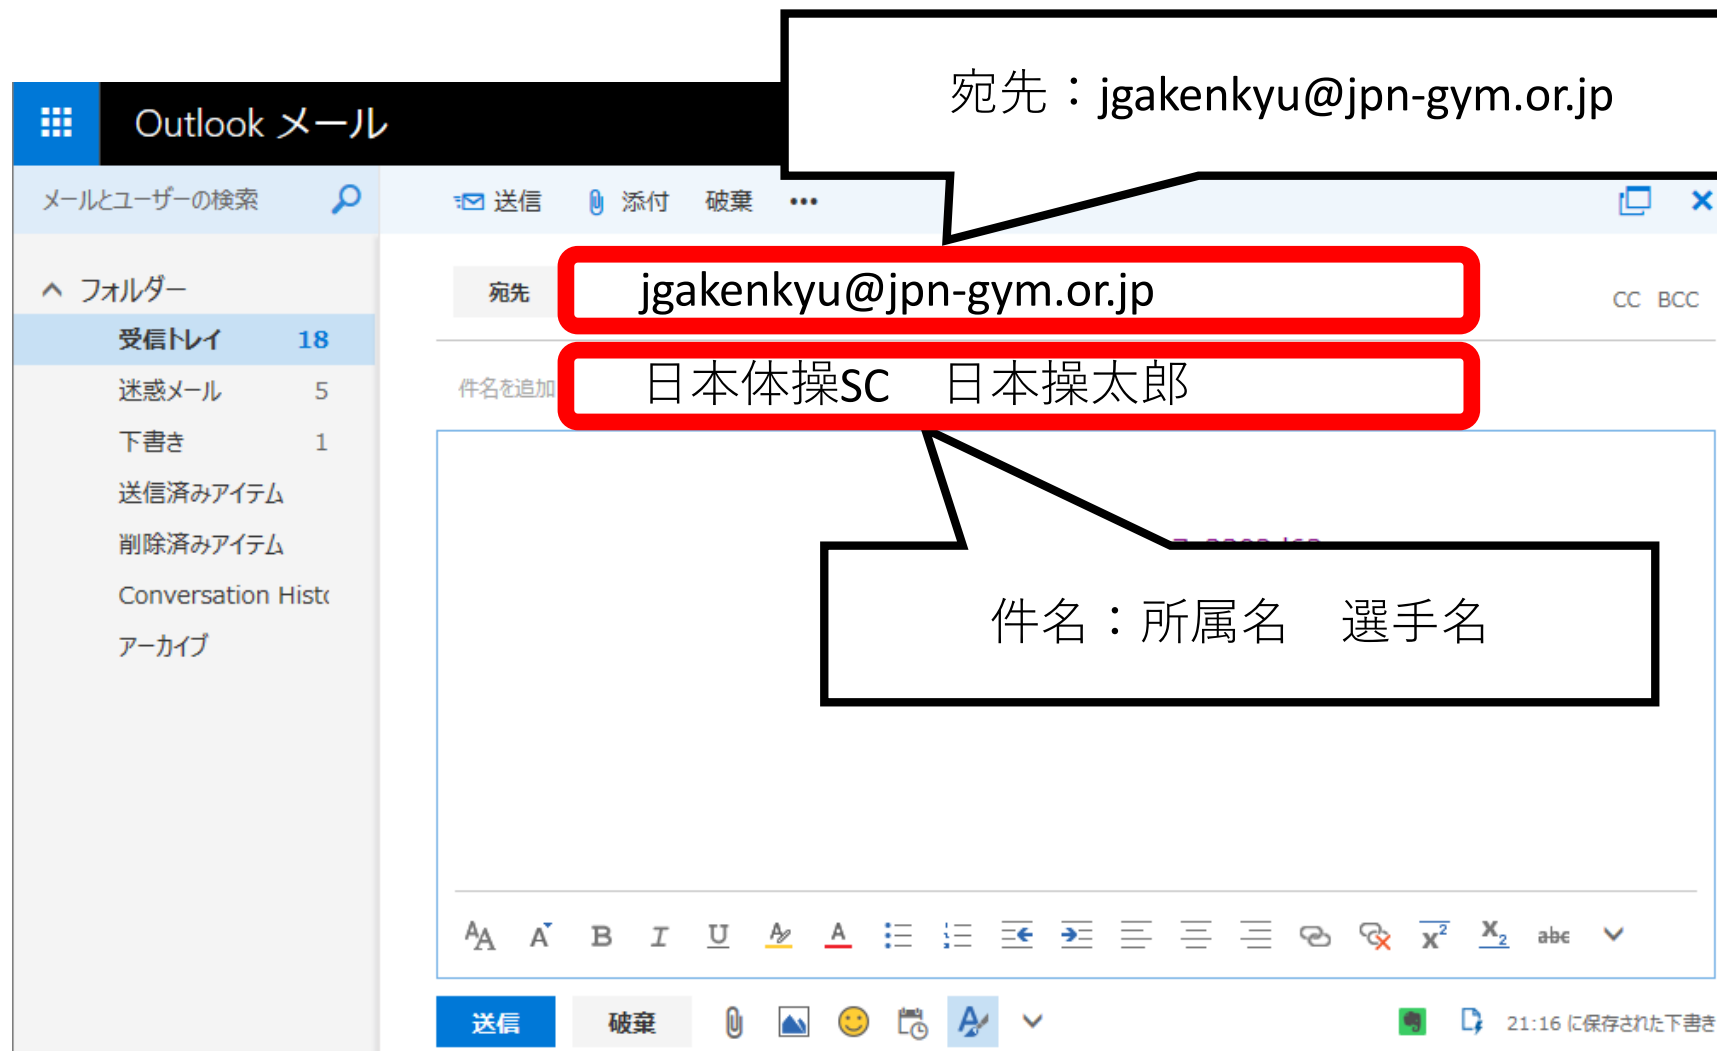 宛先：jgakenkyu@jpn-gym.or.jp
Outlook メール
メールとユーザーの検索
送信 添付 破棄 •••
フォルダー
宛先 jgakenkyu@jpn-gym.or.jp CC BCC
受信トレイ 18
件名を追加 日本体操SC　日本操太郎
迷惑メール 5
下書き 1
送信済みアイテム
削除済みアイテム
Conversation Histo
アーカイブ
件名：所属名　選手名
送信 破棄 21:16 に保存された下書き